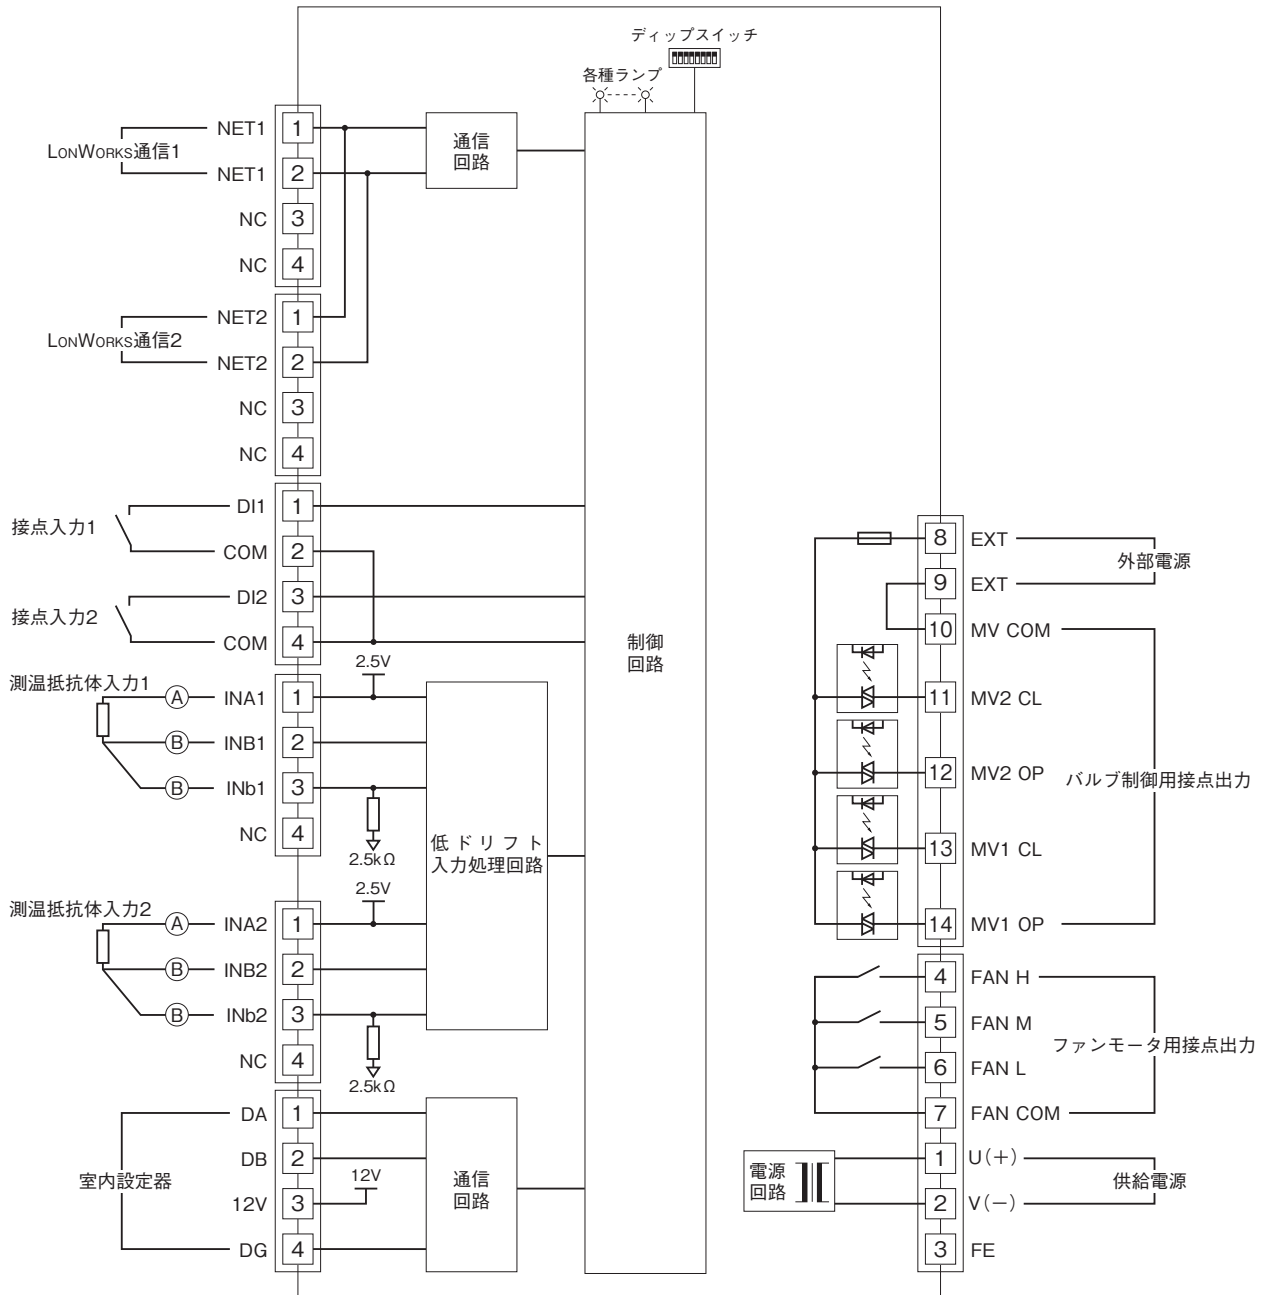 ディップスイッチ
各種ランプ
LONWORKS通信1
NET1 1
NET1 2
NC 3
NC 4
通信
回路
LONWORKS通信2
NET2 1
NET2 2
NC 3
NC 4
接点入力1
DI1 1
COM 2
接点入力2
DI2 3
COM 4
測温抵抗体入力1
A INA1 1
B INB1 2
B INb1 3
NC 4
2.5V
2.5kΩ
測温抵抗体入力2
A INA2 1
B INB2 2
B INb2 3
NC 4
2.5V
2.5kΩ
低ドリフト
入力処理回路
室内設定器
DA 1
DB 2
12V 3
DG 4
12V
通信
回路
制御
回路
8 EXT
9 EXT
外部電源
10 MV COM
11 MV2 CL
12 MV2 OP
13 MV1 CL
14 MV1 OP
バルブ制御用接点出力
4 FAN H
5 FAN M
6 FAN L
7 FAN COM
ファンモータ用接点出力
電源
回路
1 U(+)
2 V(−)
3 FE
供給電源